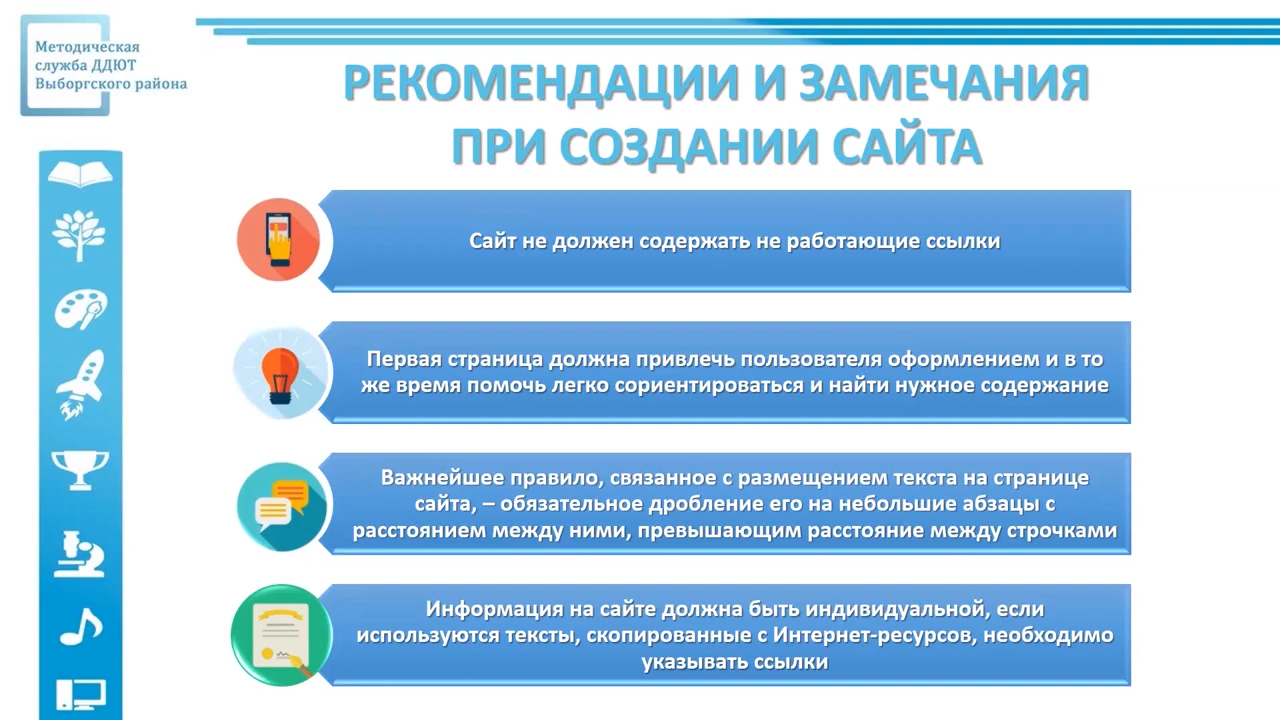 Методическая
служба ДДЮТ
Выборгского района
РЕКОМЕНДАЦИИ И ЗАМЕЧАНИЯ
ПРИ СОЗДАНИИ САЙТА
Сайт не должен содержать не работающие ссылки
Первая страница должна привлечь пользователя оформлением и в то
же время помочь легко сориентироваться и найти нужное содержание
Важнейшее правило, связанное с размещением текста на странице
сайта, – обязательное дробление его на небольшие абзацы с
расстоянием между ними, превышающим расстояние между строчками
Информация на сайте должна быть индивидуальной, если
используются тексты, скопированные с Интернет-ресурсов, необходимо
указывать ссылки